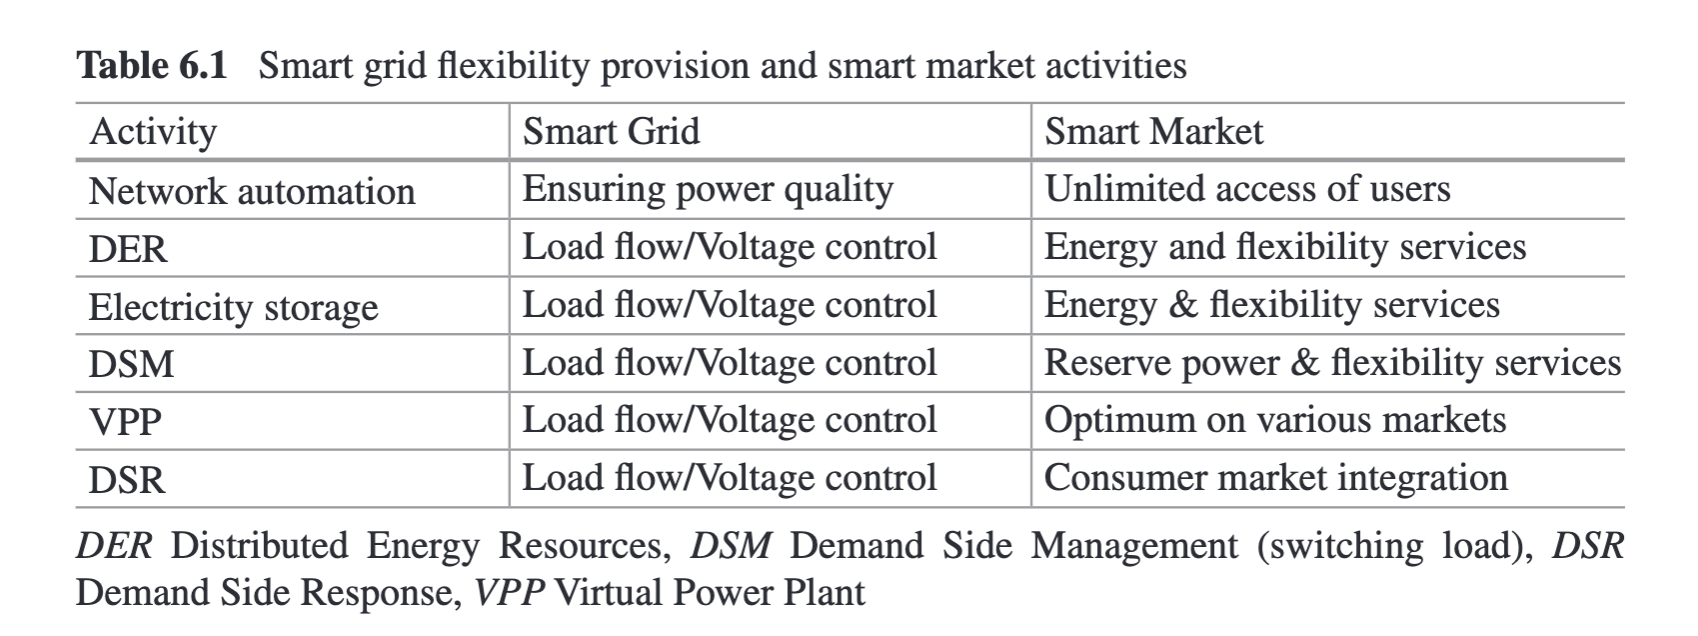 Table 6.1 Smart grid flexibility provision and smart market activities
Activity Smart Grid Smart Market
Network automation Ensuring power quality Unlimited access of users
DER Load flow/Voltage control Energy and flexibility services
Electricity storage Load flow/Voltage control Energy & flexibility services
DSM Load flow/Voltage control Reserve power & flexibility services
VPP Load flow/Voltage control Optimum on various markets
DSR Load flow/Voltage control Consumer market integration
DER Distributed Energy Resources, DSM Demand Side Management (switching load), DSR
Demand Side Response, VPP Virtual Power Plant